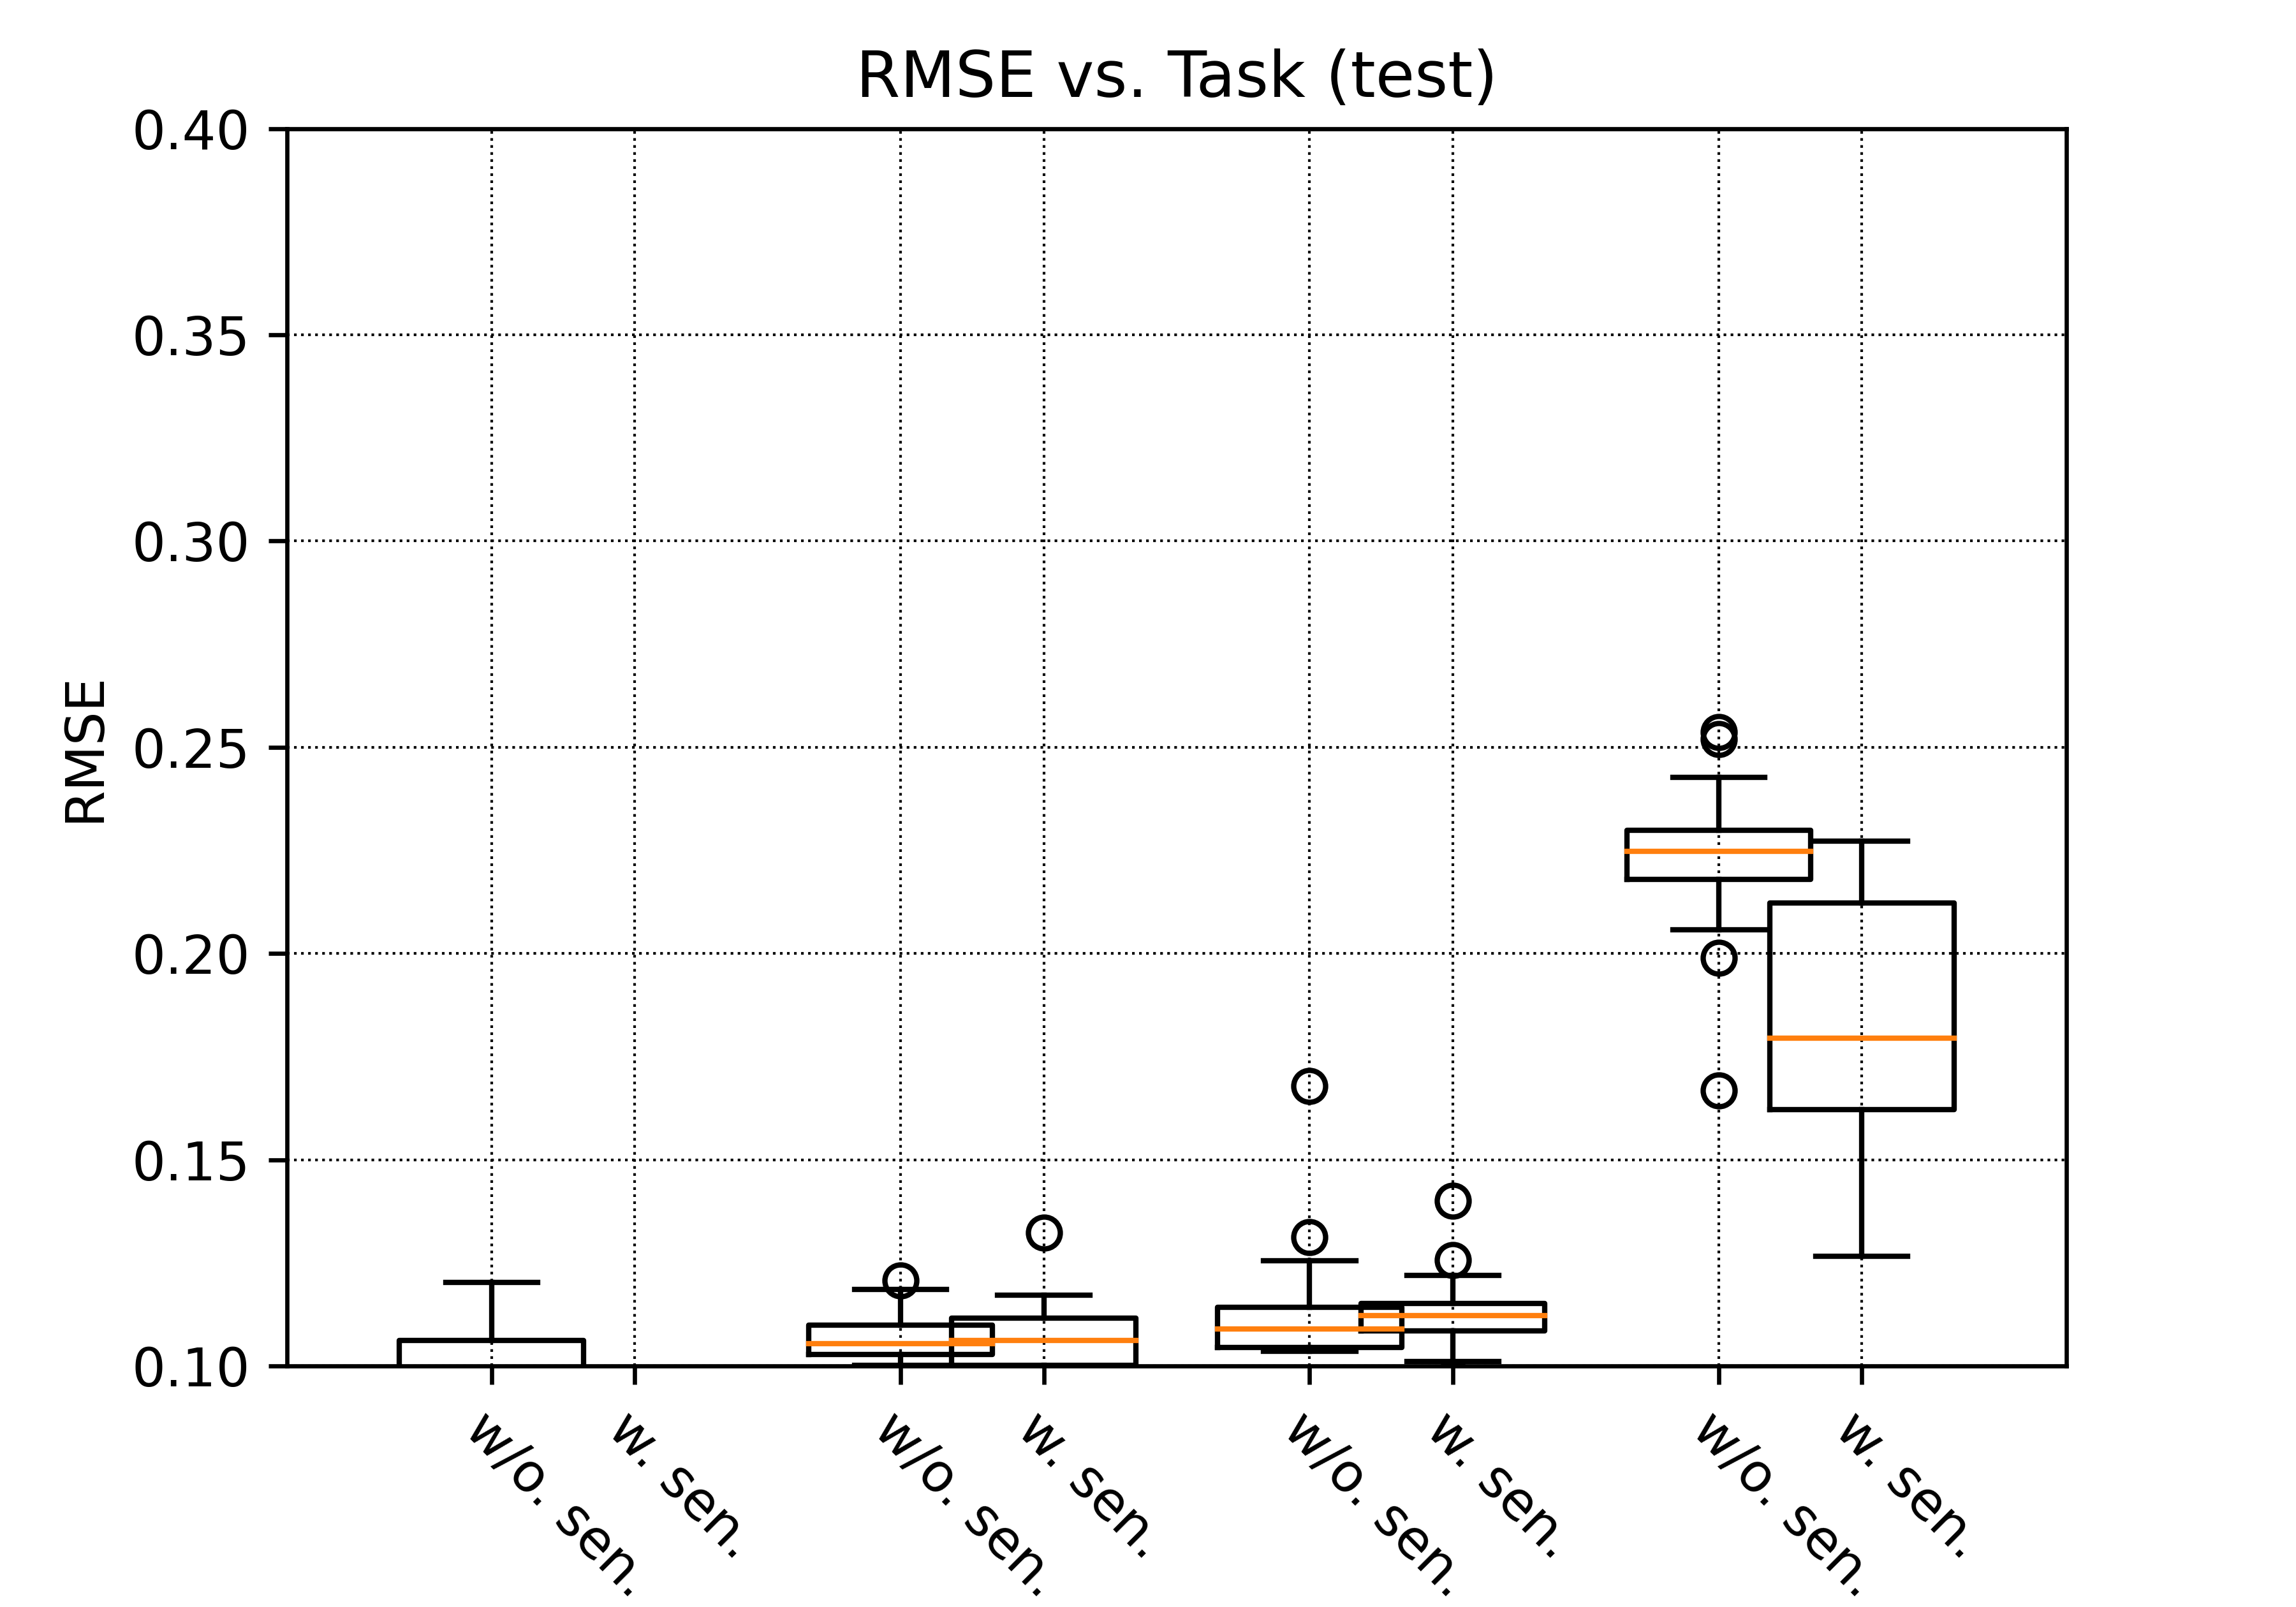 RMSE vs. Task (test)
0.40
0.35
0.30
0.25
0.20
0.15
0.10
RMSE
w/o. sen.
w. sen.
w/o. sen.
w. sen.
w/o. sen.
w. sen.
w/o. sen.
w. sen.